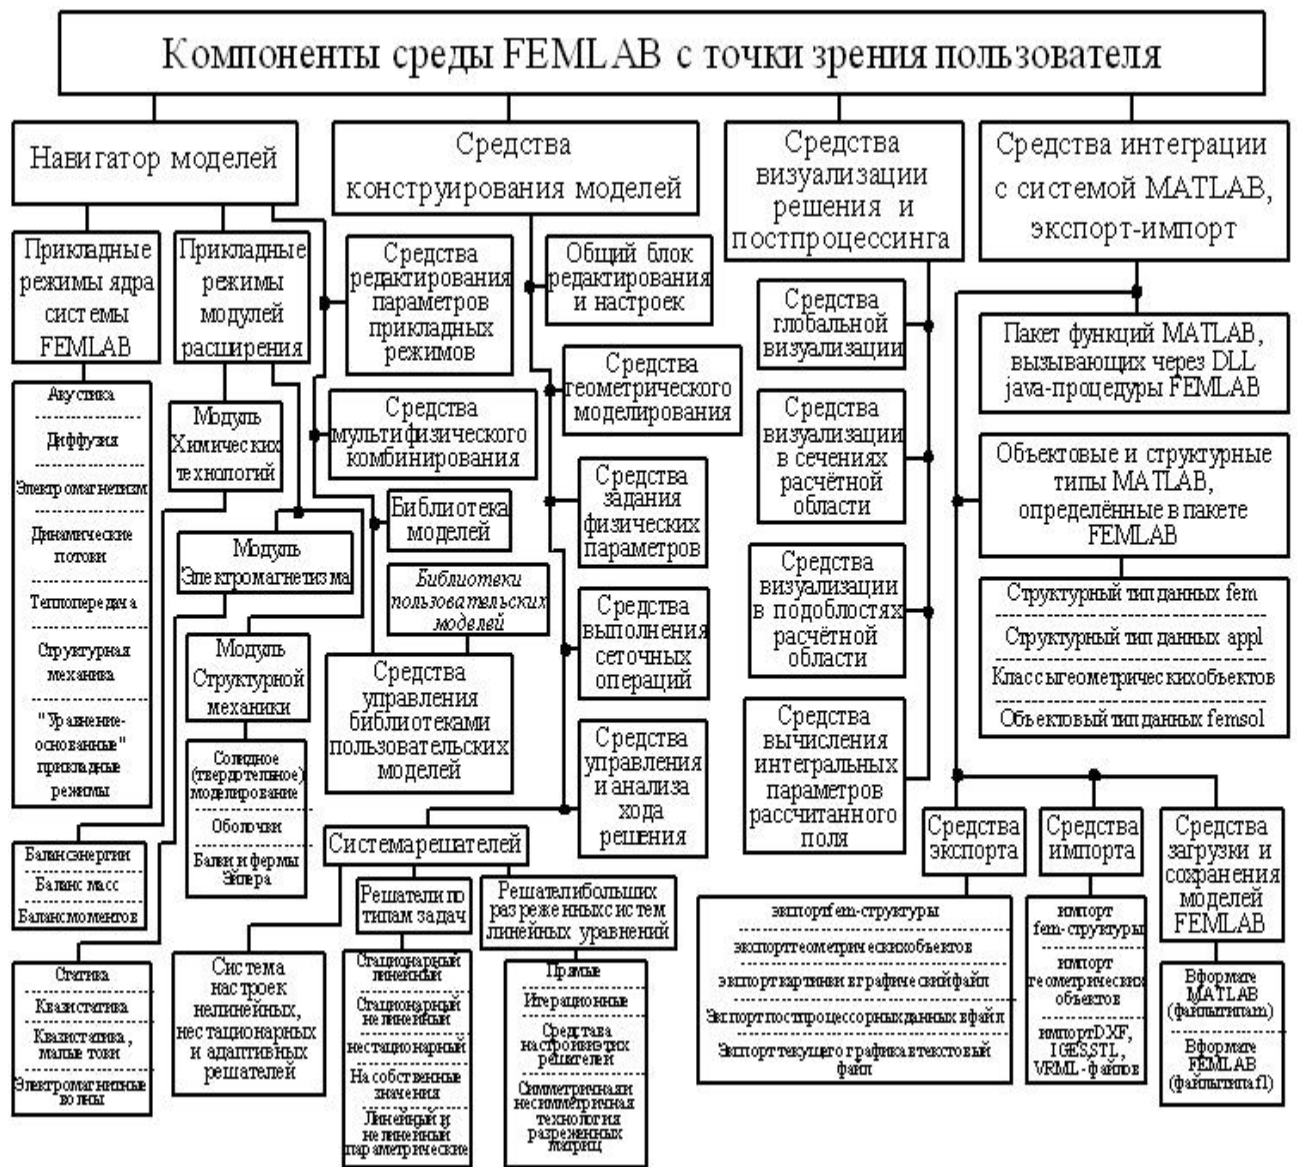 Компоненты среды FEMLAB с точки зрения пользователя
Навигатор моделей
Прикладные
режимы ядра
системы
FEMLAB
Акустика
Диффузия
Электромагнетизм
Динамические
потоки
Теплопередача
Структурная
механика
"Уравнение-
основанные"
прикладные
режимы
Прикладные
режимы
модулей
расширения
Модуль
Химических
технологий
Баланс энергии
Баланс масс
Баланс моментов
Модуль
Электромагнетизма
Статика
Квазистатика
Квазистатика,
малые токи
Электромагнитные
волны
Модуль
Структурной
механики
Солидное
(твердотельное)
моделирование
Оболочки
Балки и фермы
Эйлера
Средства
редактирования
параметров
прикладных
режимов
Средства
мультифизического
комбинирования
Библиотека
моделей
Библиотеки
пользовательских
моделей
Средства
управления
библиотеками
пользовательских
моделей
Средства
конструирования моделей
Общий блок
редактирования
и настроек
Средства
геометрического
моделирования
Средства
задания
физических
параметров
Средства
выполнения
сеточных
операций
Средства
управления
и анализа
хода
решения
Система решателей
Система
настроек
нелинейных,
нестационарных
и адаптивных
решателей
Решатели по
типам задач
Стационарный
линейный
Стационарный
нелинейный
нестационарный
На собственные
значения
Линейный и
нелинейный
параметрические
Решатели больших
разреженных систем
линейных уравнений
Прямые
Итерационные
Средства
настройки этих
решателей
Симметричная и
несимметричная
технология
разреженных
матриц
Средства
визуализации
решения и
постпроцессинга
Средства
глобальной
визуализации
Средства
визуализации
в сечениях
расчётной
области
Средства
визуализации
в подоблостях
расчётной
области
Средства
вычисления
интегральных
параметров
рассчитанного
поля
Средства интеграции
с системой MATLAB,
экспорт-импорт
Пакет функций MATLAB,
вызывающих через DLL
java-процедуры FEMLAB
Объектовые и структурные
типы MATLAB,
определённые в пакете
FEMLAB
Структурный тип данных fem
Структурный тип данных appl
Классы геометрических объектов
Объектовый тип данных femsol
Средства
экспорта
экспорт fem-структуры
экспорт геометрических объектов
экспорт картинки в графический файл
Экспорт постпроцессорных данных в файл
Экспорт текущего графика в текстовый
файл
Средства
импорта
импорт
fem-структуры
импорт
геометрических
объектов
импорт DXF,
IGES, STL,
VRML-файлов
Средства
загрузки и
сохранения
моделей
FEMLAB
В формате
MATLAB
(файлы типа m)
В формате
FEMLAB
(файлы типа fl)